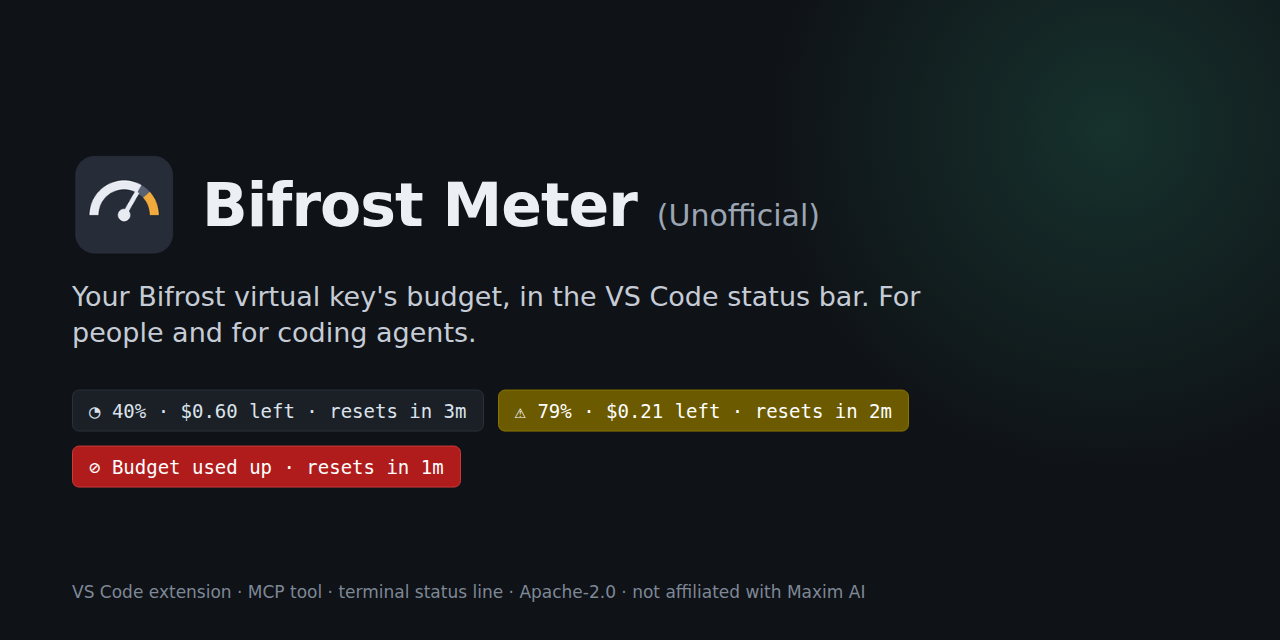 Bifrost Meter (Unofficial)
Your Bifrost virtual key's budget, in the VS Code status bar. For
people and for coding agents.
◔ 40% · $0.60 left · resets in 3m
⚠ 79% · $0.21 left · resets in 2m
⊘ Budget used up · resets in 1m
VS Code extension · MCP tool · terminal status line · Apache-2.0 · not affiliated with Maxim AI